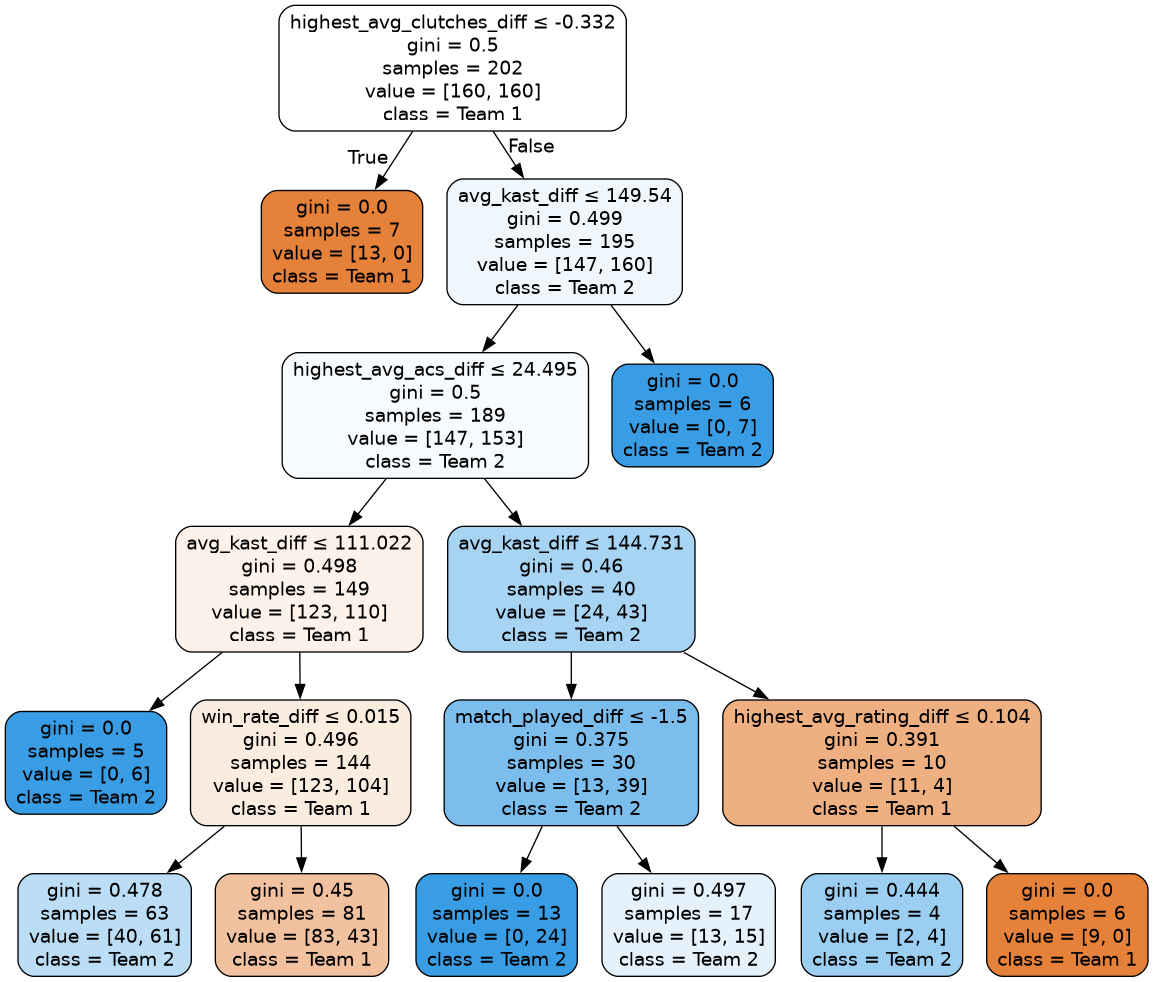 highest_avg_clutches_diff ≤ -0.332
gini = 0.5
samples = 202
value = [160, 160]
class = Team 1
True
False
gini = 0.0
samples = 7
value = [13, 0]
class = Team 1
avg_kast_diff ≤ 149.54
gini = 0.499
samples = 195
value = [147, 160]
class = Team 2
highest_avg_acs_diff ≤ 24.495
gini = 0.5
samples = 189
value = [147, 153]
class = Team 2
gini = 0.0
samples = 6
value = [0, 7]
class = Team 2
avg_kast_diff ≤ 111.022
gini = 0.498
samples = 149
value = [123, 110]
class = Team 1
avg_kast_diff ≤ 144.731
gini = 0.46
samples = 40
value = [24, 43]
class = Team 2
gini = 0.0
samples = 5
value = [0, 6]
class = Team 2
win_rate_diff ≤ 0.015
gini = 0.496
samples = 144
value = [123, 104]
class = Team 1
match_played_diff ≤ -1.5
gini = 0.375
samples = 30
value = [13, 39]
class = Team 2
highest_avg_rating_diff ≤ 0.104
gini = 0.391
samples = 10
value = [11, 4]
class = Team 1
gini = 0.478
samples = 63
value = [40, 61]
class = Team 2
gini = 0.45
samples = 81
value = [83, 43]
class = Team 1
gini = 0.0
samples = 13
value = [0, 24]
class = Team 2
gini = 0.497
samples = 17
value = [13, 15]
class = Team 2
gini = 0.444
samples = 4
value = [2, 4]
class = Team 2
gini = 0.0
samples = 6
value = [9, 0]
class = Team 1